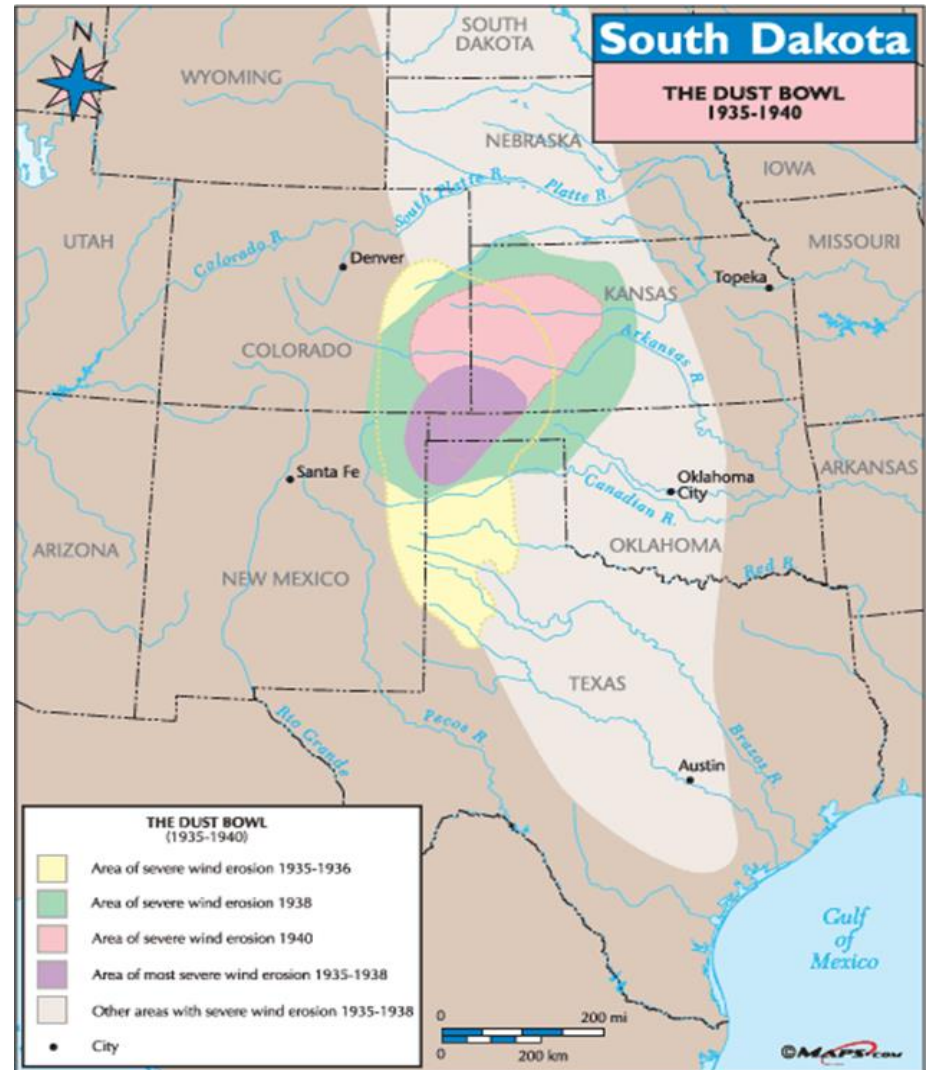 South Dakota
THE DUST BOWL
1935-1940
N
SOUTH
DAKOTA
WYOMING
NEBRASKA
IOWA
South Platte R.
Platte R.
UTAH
Colorado R.
Denver
MISSOURI
Topeka
KANSAS
COLORADO
Arkansas R.
Santa Fe
Oklahoma
City
ARKANSAS
Canadian R.
ARIZONA
OKLAHOMA
NEW MEXICO
Red R.
TEXAS
Rio Grande
Pecos R.
Brazos R.
Austin
THE DUST BOWL
(1935-1940)
Area of severe wind erosion 1935-1936
Area of severe wind erosion 1938
Area of severe wind erosion 1940
Area of most severe wind erosion 1935-1938
Other areas with severe wind erosion 1935-1938
City
Gulf
of
Mexico
0 200 mi
0 200 km
©MAPS.COM